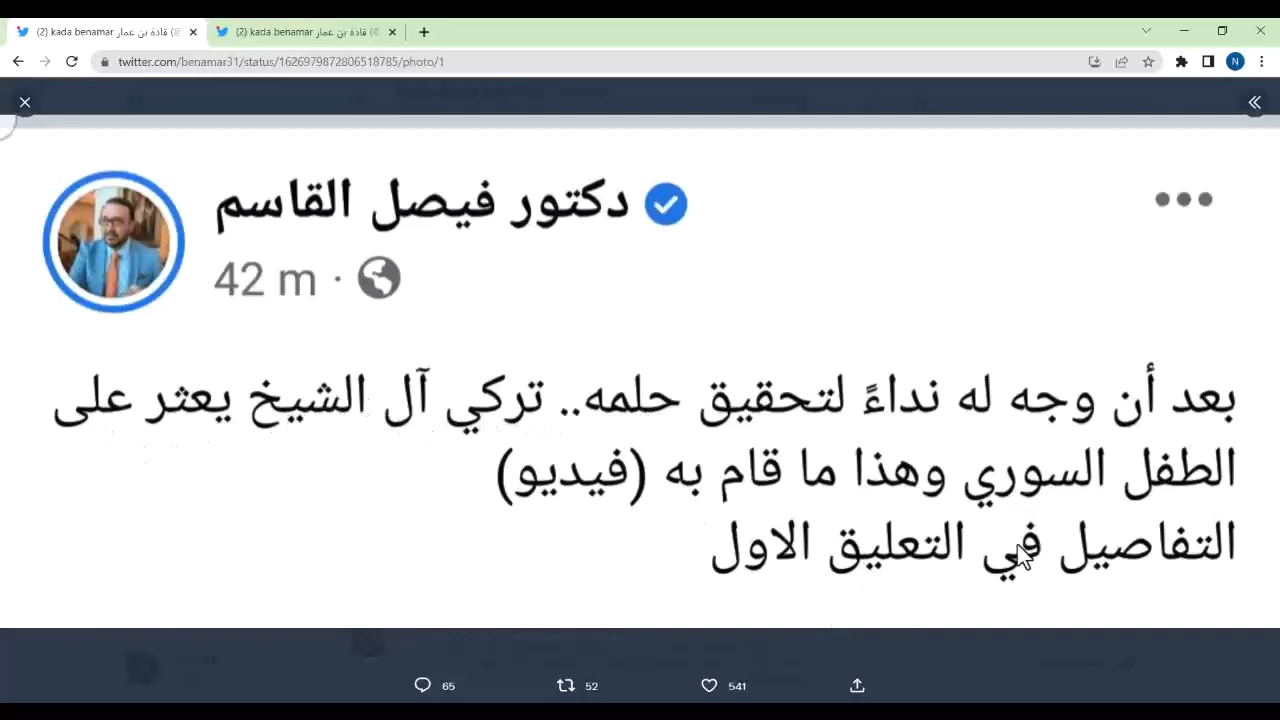 (2) kada benamar قادة بن عمار (@
(2) kada benamar قادة بن عمار (@
twitter.com/benamar31/status/1626979872806518785/photo/1
N
دكتور فيصل القاسم
42 m ·
بعد أن وجه له نداءً لتحقيق حلمه.. تركي آل الشيخ يعثر على
الطفل السوري وهذا ما قام به (فيديو)
التفاصيل في التعليق الاول
65
52
541